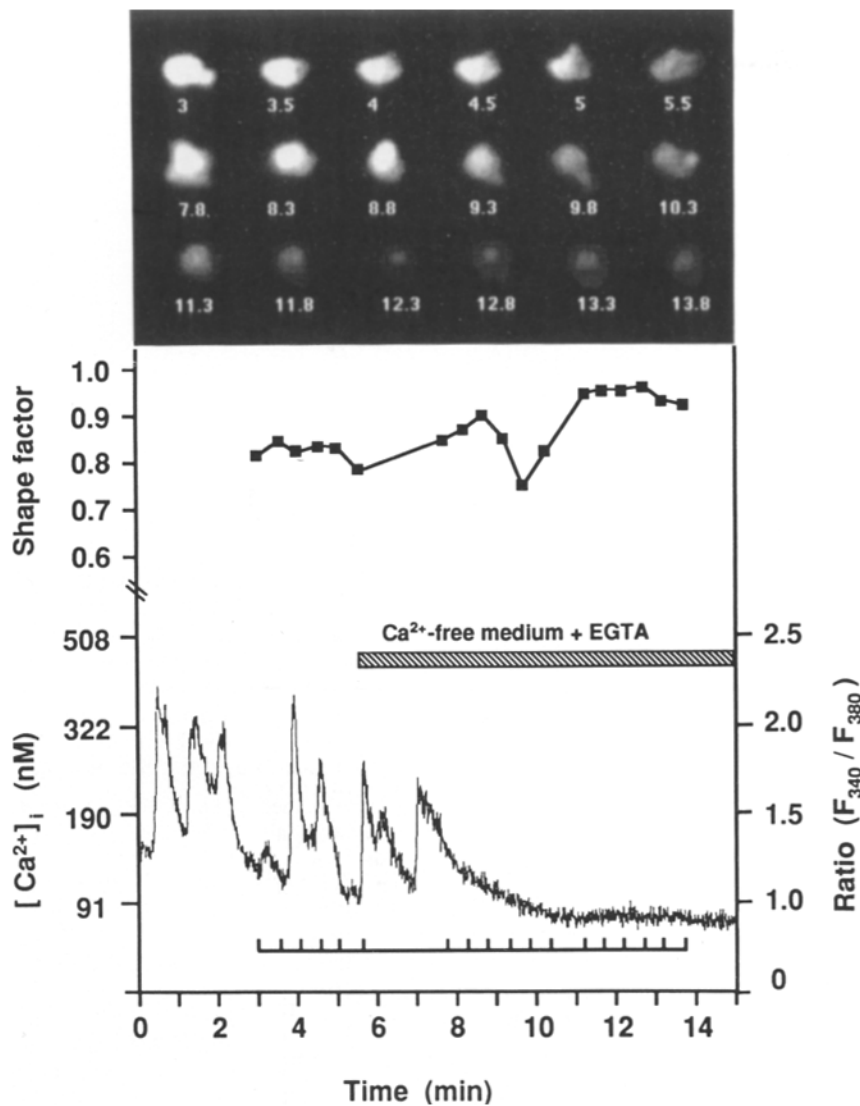 3 3.5 4 4.5 5 5.5
7.8. 8.3 8.8 9.3 9.8 10.3
11.3 11.8 12.3 12.8 13.3 13.8
Shape factor
1.0
0.9
0.8
0.7
0.6
Ca²⁺-free medium + EGTA
[Ca²⁺]i (nM)
508
322
190
91
2.5
2.0
1.5
1.0
0
Ratio (F340 / F380)
0 2 4 6 8 10 12 14
Time (min)